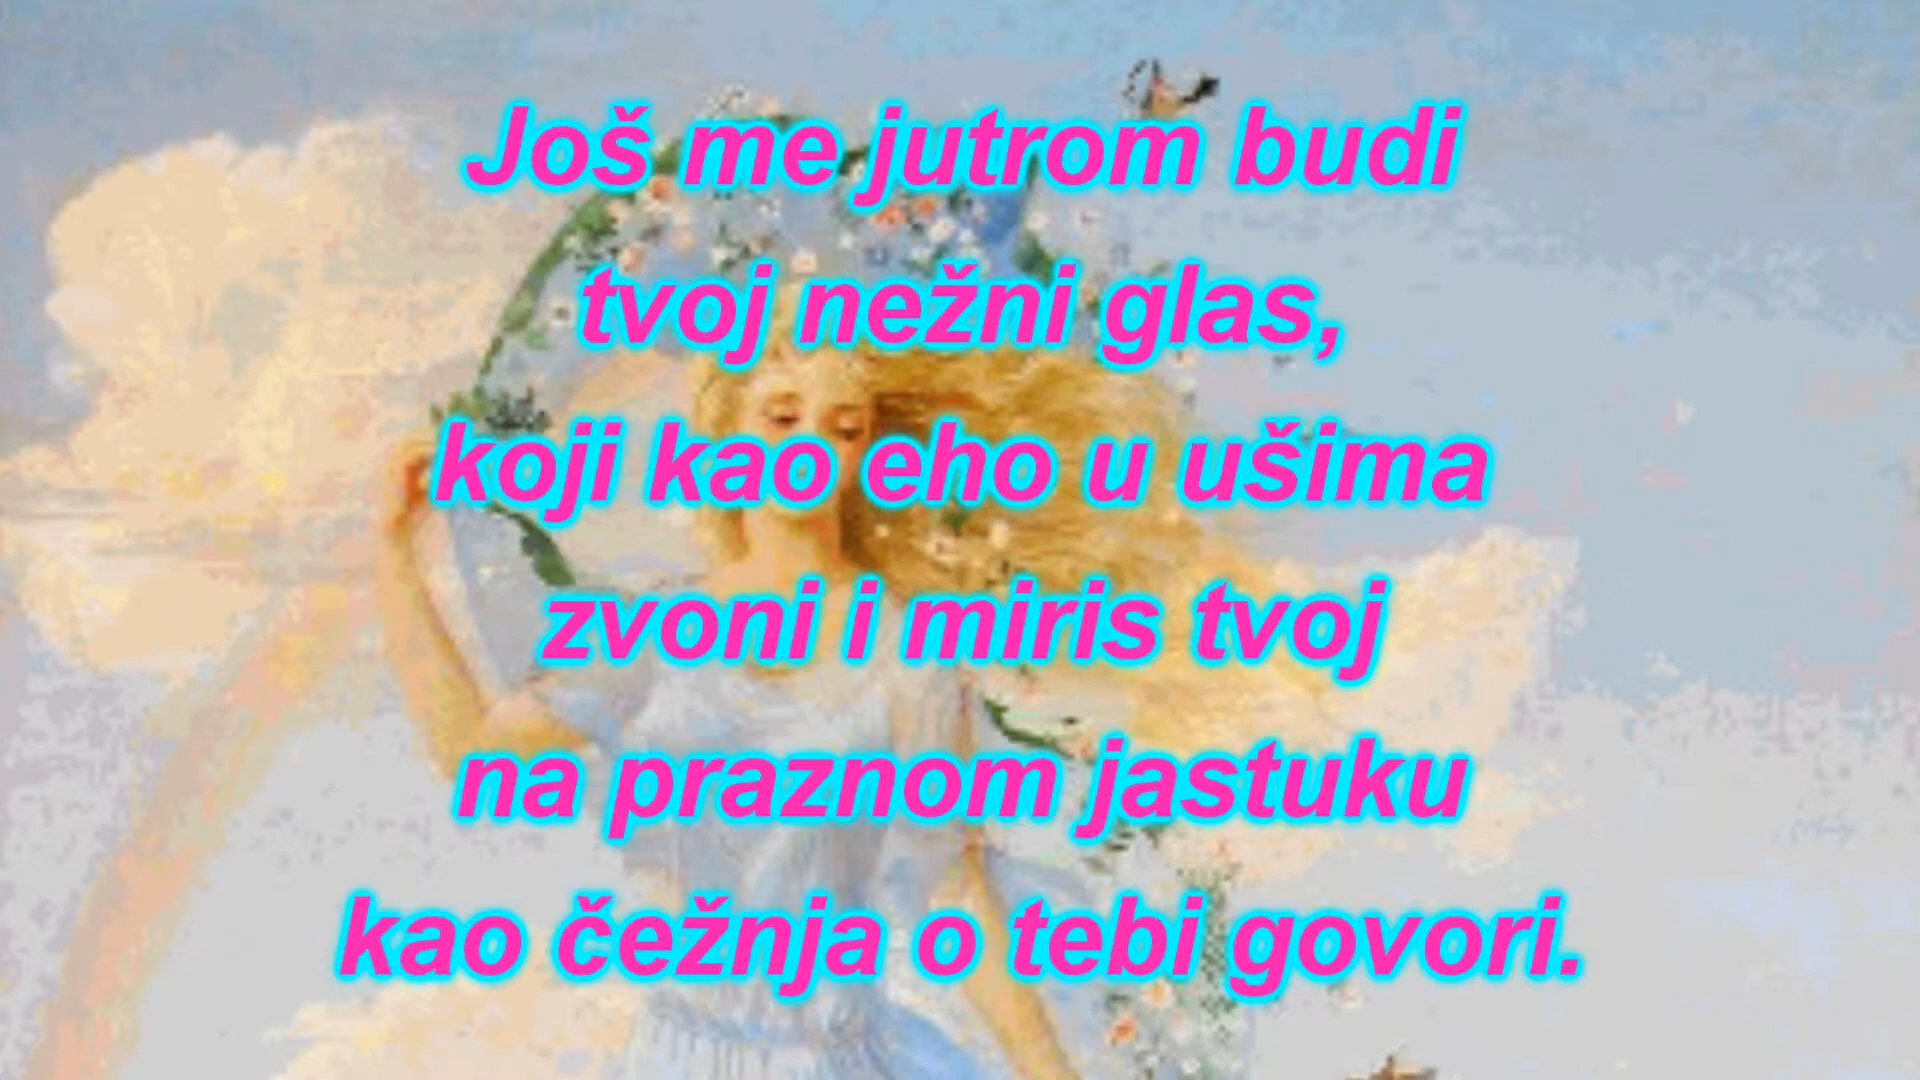 Još me jutrom budi
tvoj nežni glas,
koji kao eho u ušima
zvoni i miris tvoj
na praznom jastuku
kao čežnja o tebi govori.